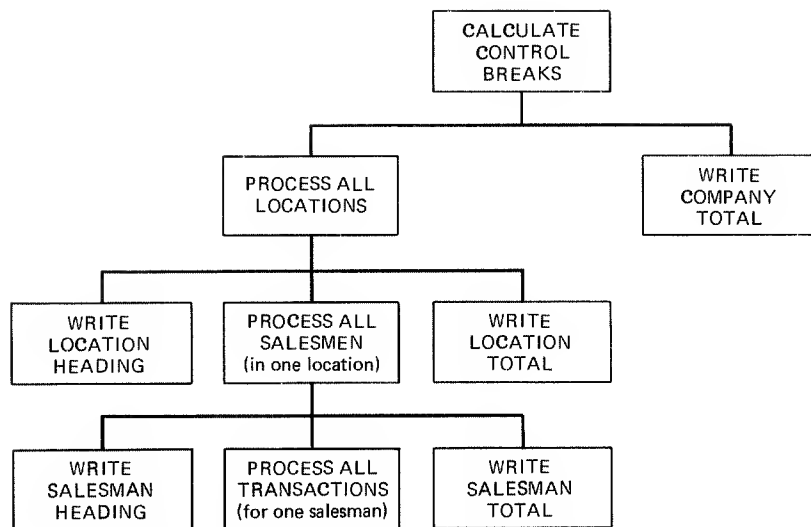 CALCULATE
CONTROL
BREAKS
PROCESS ALL
LOCATIONS
WRITE
COMPANY
TOTAL
WRITE
LOCATION
HEADING
PROCESS ALL
SALESMEN
(in one location)
WRITE
LOCATION
TOTAL
WRITE
SALESMAN
HEADING
PROCESS ALL
TRANSACTIONS
(for one salesman)
WRITE
SALESMAN
TOTAL